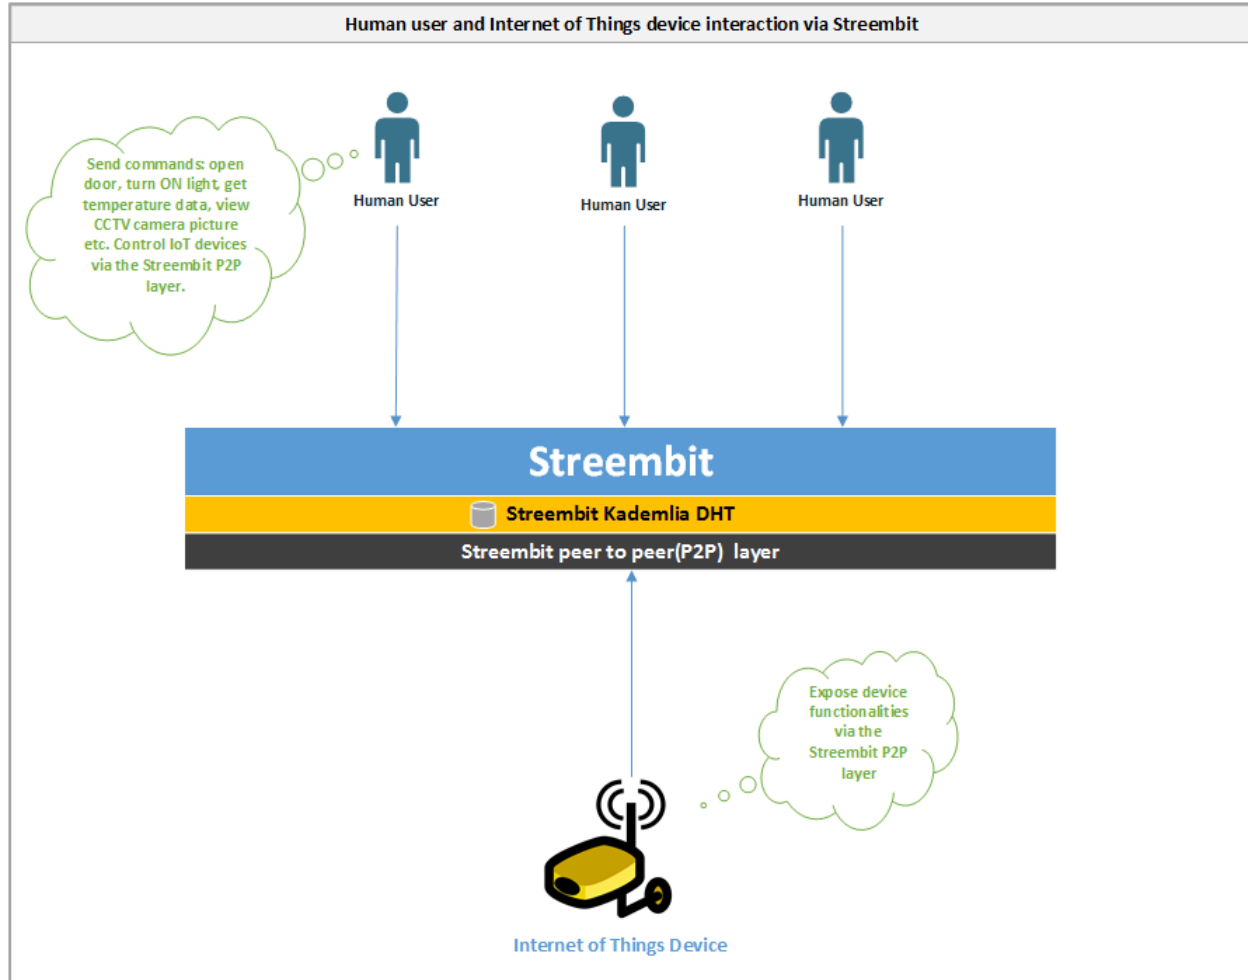 Human user and Internet of Things device interaction via Streembit
Send commands: open
door, turn ON light, get
temperature data, view
CCTV camera picture
etc. Control IoT devices
via the Streembit P2P
layer.
Human User
Human User
Human User
Streembit
Streembit Kademlia DHT
Streembit peer to peer(P2P) layer
Expose device
functionalities
via the
Streembit P2P
layer
Internet of Things Device